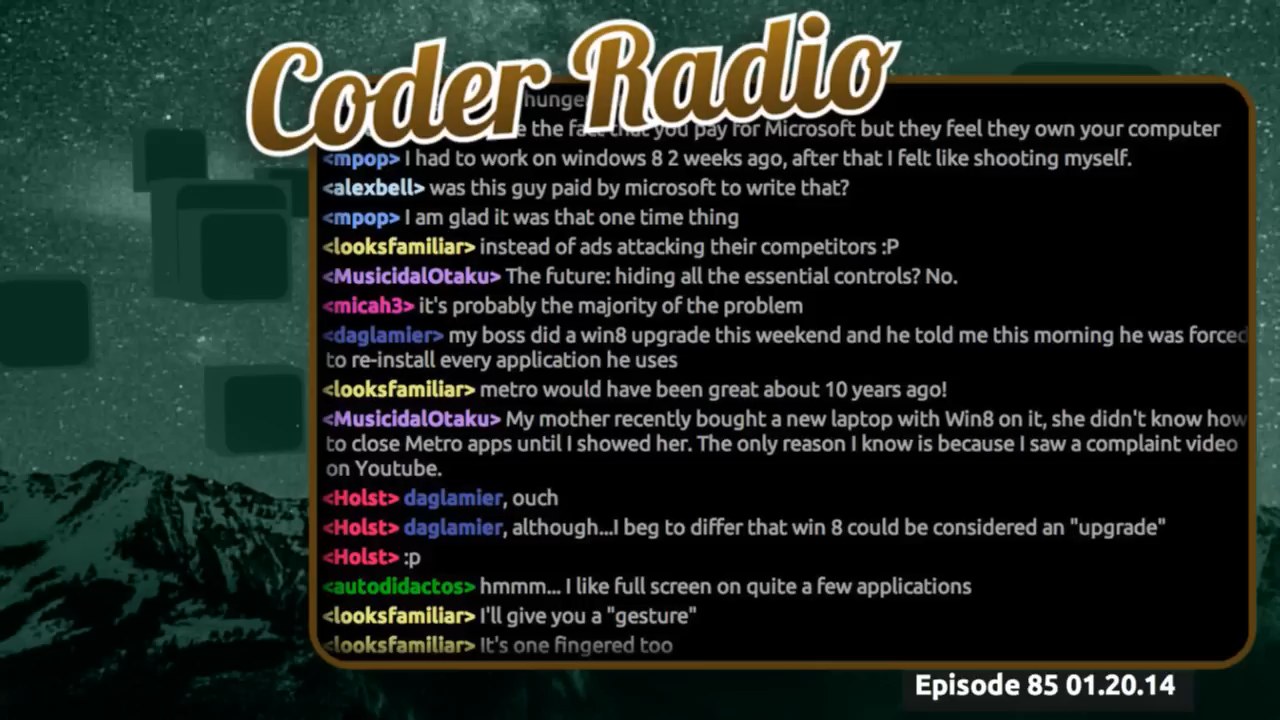 Coder Radio
hunge
the fact that you pay for Microsoft but they feel they own your computer
<mpop> I had to work on windows 8 2 weeks ago, after that I felt like shooting myself.
<alexbell> was this guy paid by microsoft to write that?
<mpop> I am glad it was that one time thing
<looksfamiliar> instead of ads attacking their competitors :P
<MusicidalOtaku> The future: hiding all the essential controls? No.
<micah3> it's probably the majority of the problem
<daglamier> my boss did a win8 upgrade this weekend and he told me this morning he was forced
to re-install every application he uses
<looksfamiliar> metro would have been great about 10 years ago!
<MusicidalOtaku> My mother recently bought a new laptop with Win8 on it, she didn't know how
to close Metro apps until I showed her. The only reason I know is because I saw a complaint video
on Youtube.
<Holst> daglamier, ouch
<Holst> daglamier, although...I beg to differ that win 8 could be considered an "upgrade"
<Holst> :p
<autodidactos> hmmm... I like full screen on quite a few applications
<looksfamiliar> I'll give you a "gesture"
<looksfamiliar> It's one fingered too
Episode 85 01.20.14